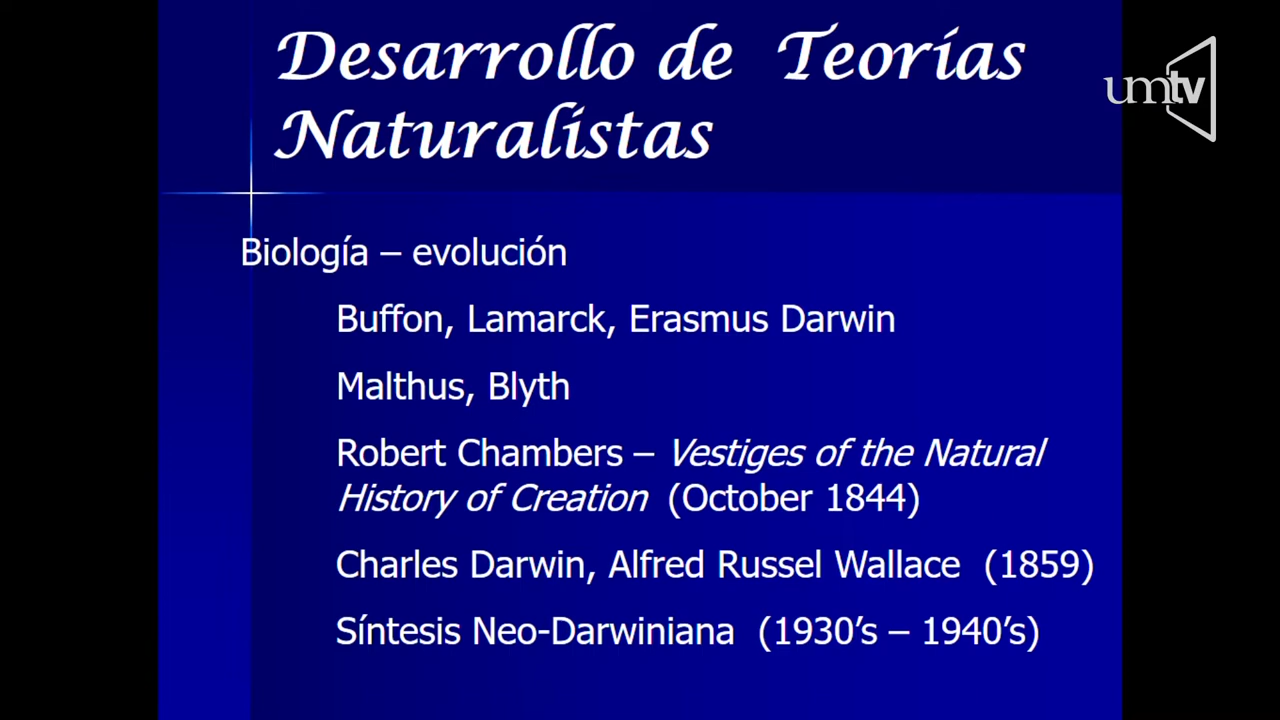 Desarrollo de Teorías
Naturalistas
umtv
Biología – evolución
Buffon, Lamarck, Erasmus Darwin
Malthus, Blyth
Robert Chambers – Vestiges of the Natural
History of Creation (October 1844)
Charles Darwin, Alfred Russel Wallace (1859)
Síntesis Neo-Darwiniana (1930’s – 1940’s)